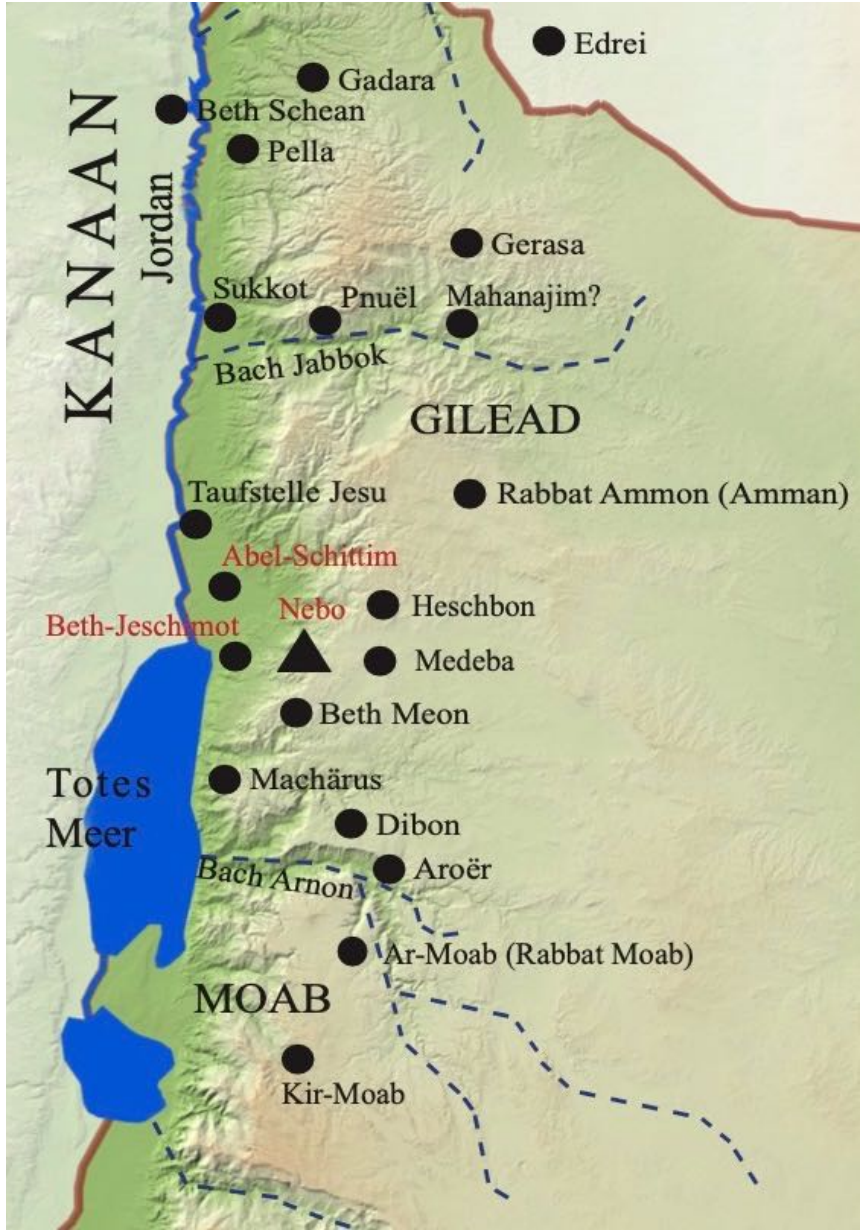 Edrei
Gadara
Beth Schean
Pella
KANAAN
Jordan
Gerasa
Sukkot
Pnuël
Mahanajim?
Bach Jabbok
GILEAD
Taufstelle Jesu
Rabbat Ammon (Amman)
Abel-Schittim
Nebo
Heschbon
Beth-Jeschimot
Medeba
Beth Meon
Totes
Meer
Machärus
Dibon
Bach Arnon
Aroër
Ar-Moab (Rabbat Moab)
MOAB
Kir-Moab